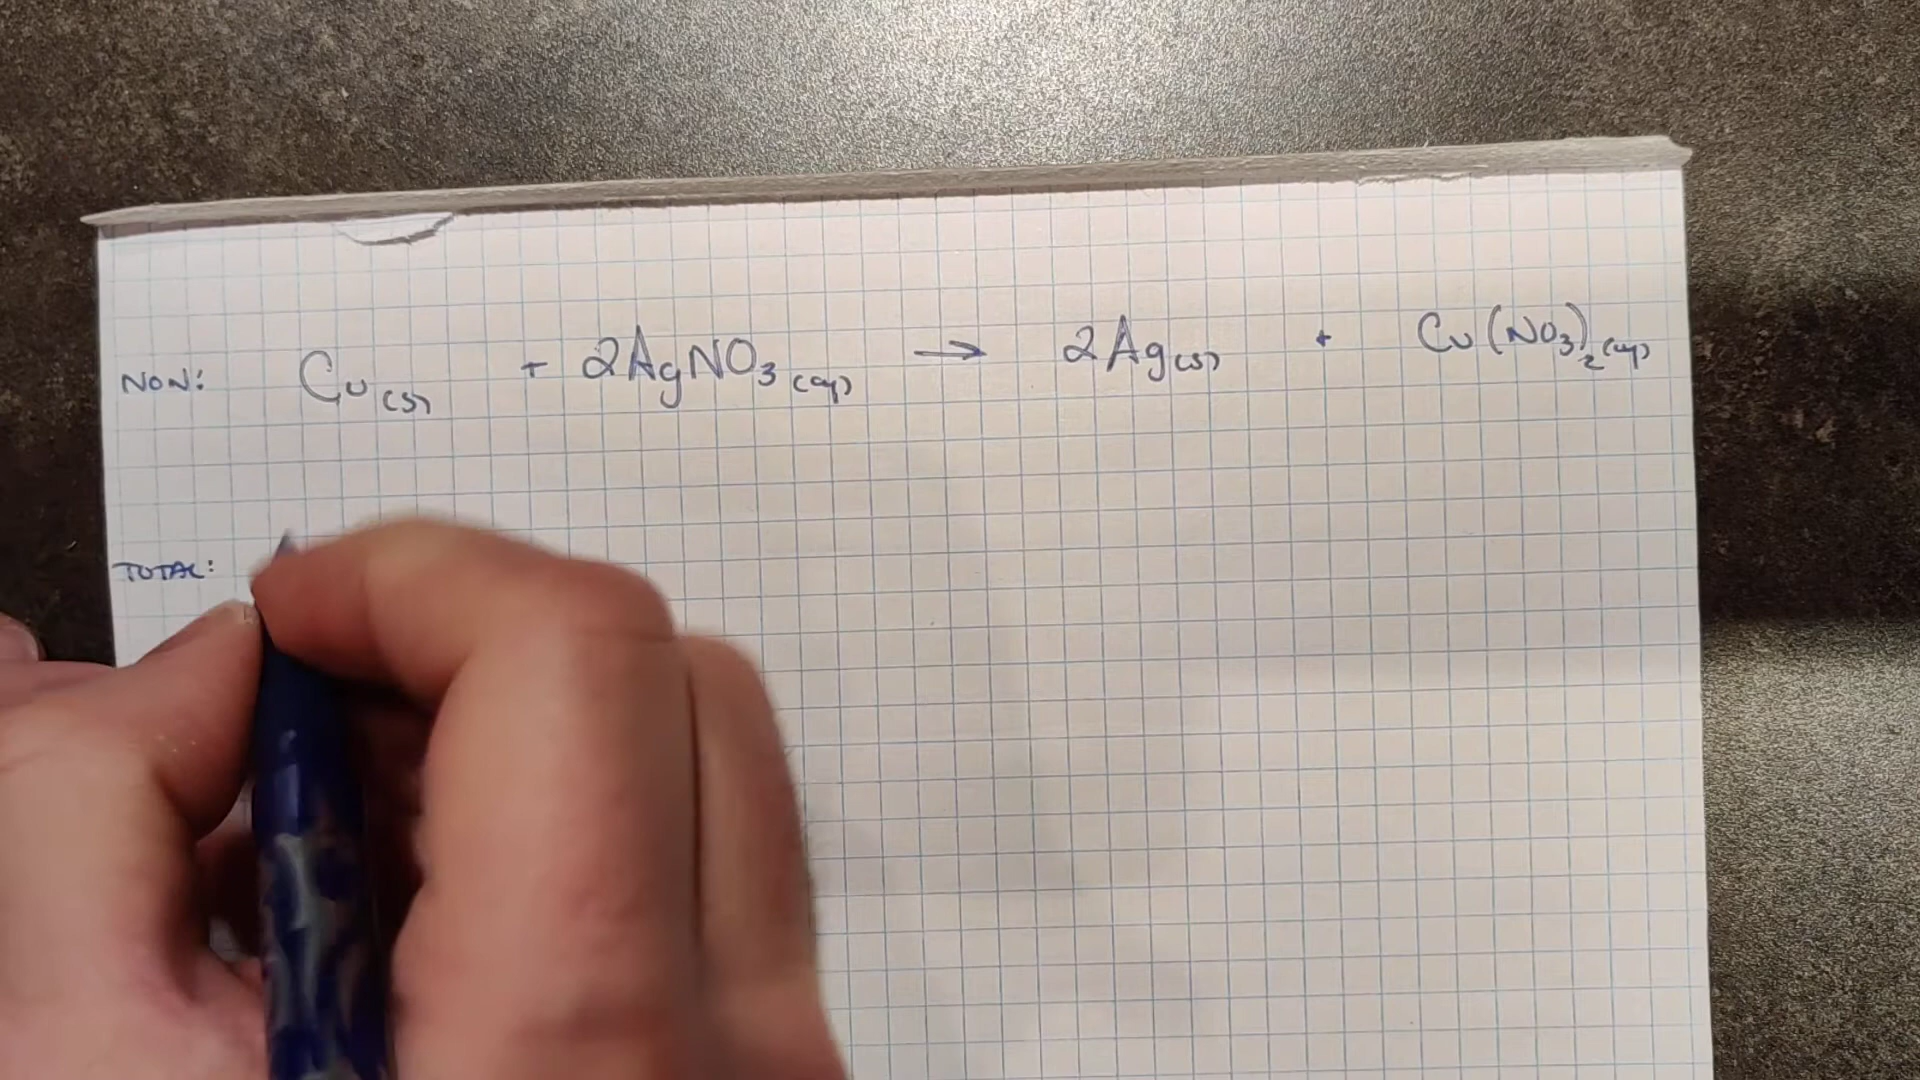 NON: Cu(s) + 2AgNO3(aq) → 2Ag(s) + Cu(NO3)2(aq)
TOTAL: